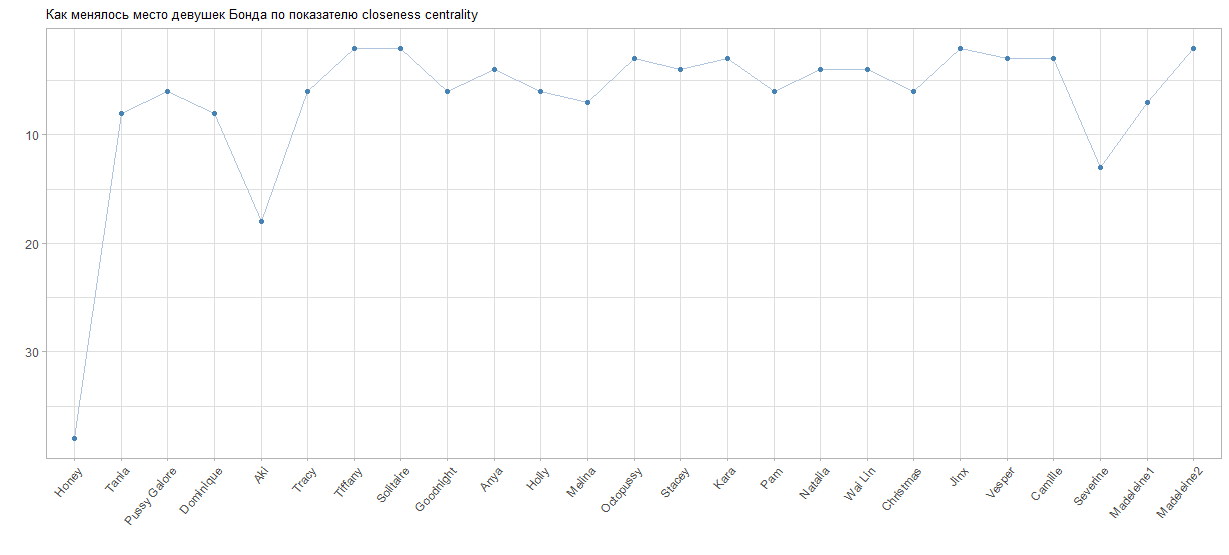 Как менялось место девушек Бонда по показателю closeness centrality
10
20
30
Honey
Tania
Pussy Galore
Dominique
Aki
Tracy
Tiffany
Solitaire
Goodnight
Anya
Holly
Melina
Octopussy
Stacey
Kara
Pam
Natalia
Wai Lin
Christmas
Jinx
Vesper
Camille
Severine
Madeleine1
Madeleine2